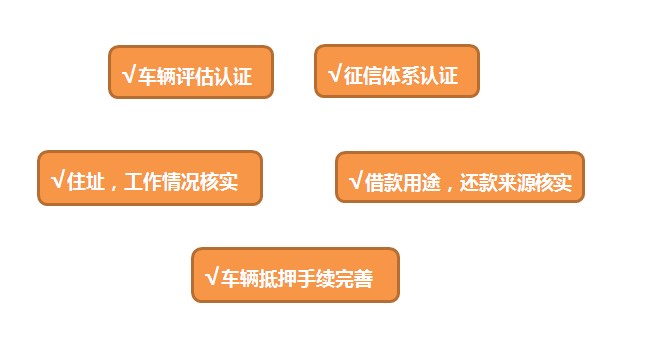 √车辆评估认证
√征信体系认证
√住址，工作情况核实
√借款用途，还款来源核实
√车辆抵押手续完善